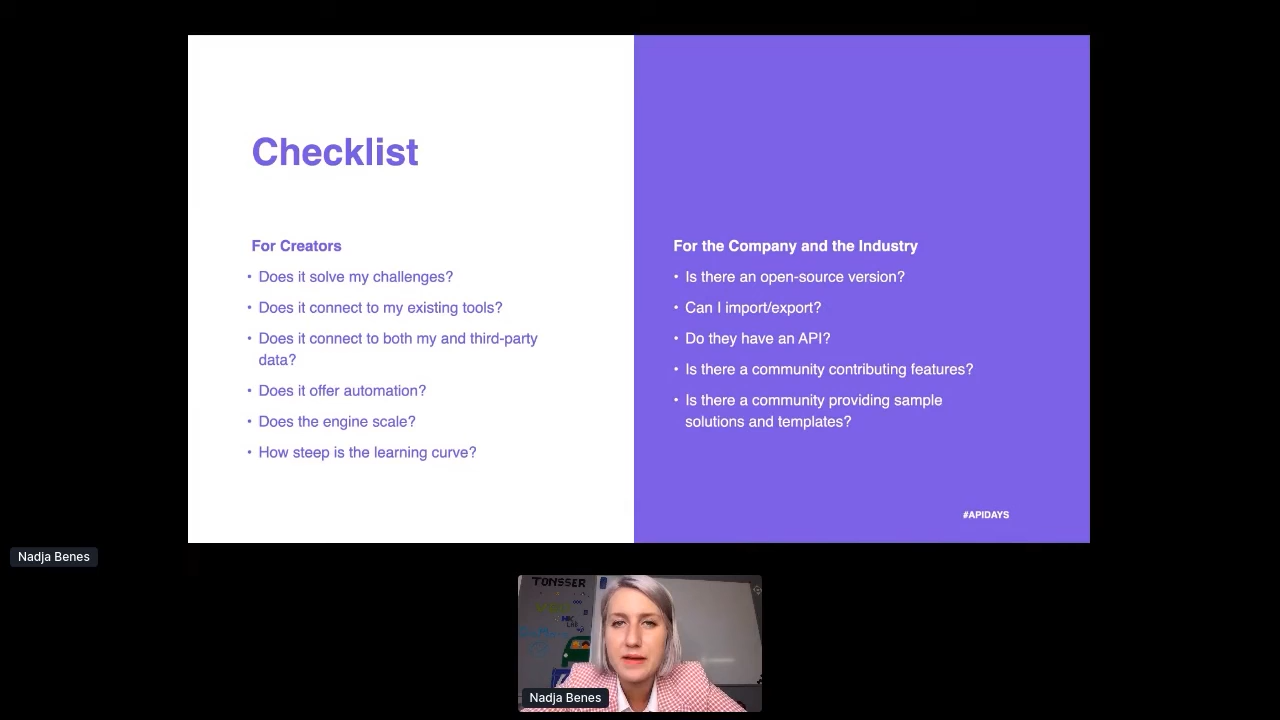 Checklist
For Creators
• Does it solve my challenges?
• Does it connect to my existing tools?
• Does it connect to both my and third-party
data?
• Does it offer automation?
• Does the engine scale?
• How steep is the learning curve?
For the Company and the Industry
• Is there an open-source version?
• Can I import/export?
• Do they have an API?
• Is there a community contributing features?
• Is there a community providing sample
solutions and templates?
#APIDAYS
Nadja Benes
TONSSER
Nadja Benes